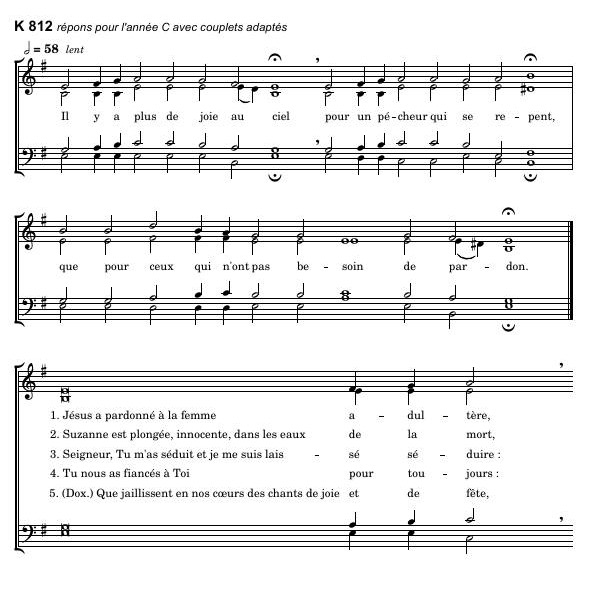 K 812 répons pour l'année C avec couplets adaptés
= 58 lent
Il y a plus de joie au ciel pour un pé – cheur qui se re – pent,
que pour ceux qui n'ont pas be – soin de par – don.
1. Jésus a pardonné à la femme a – dul – tère,
2. Suzanne est plongée, innocente, dans les eaux de la mort,
3. Seigneur, Tu m'as séduit et je me suis lais – sé sé – duire :
4. Tu nous as fiancés à Toi pour tou – jours :
5. (Dox.) Que jaillissent en nos cœurs des chants de joie et de fête,